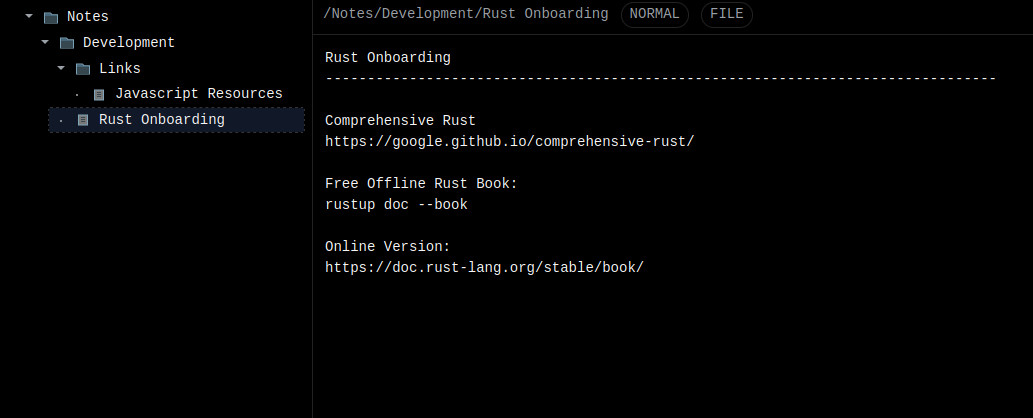 Notes
Development
Links
Javascript Resources
Rust Onboarding
/Notes/Development/Rust Onboarding NORMAL FILE
Rust Onboarding
--------------------------------------------------------------------------------
Comprehensive Rust
https://google.github.io/comprehensive-rust/
Free Offline Rust Book:
rustup doc --book
Online Version:
https://doc.rust-lang.org/stable/book/